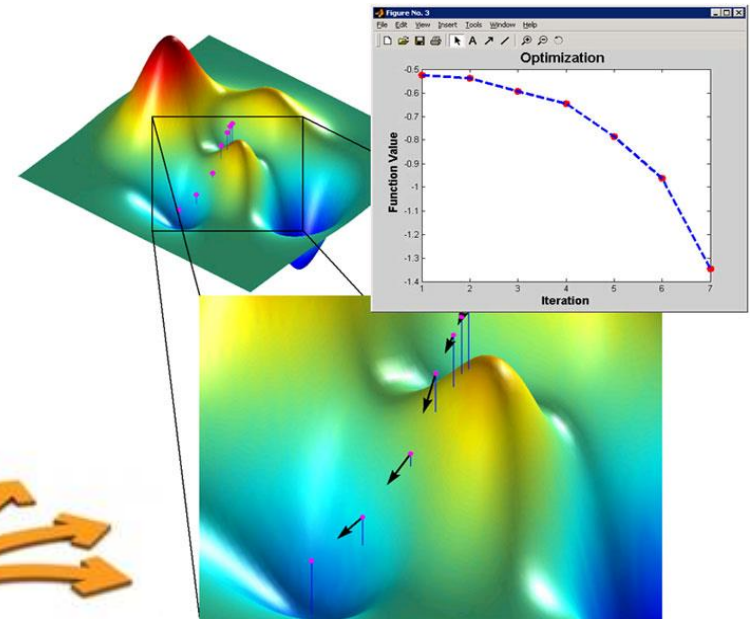 Figure No. 3
File Edit View Insert Tools Window Help
A
Optimization
Function Value
-0.5
-0.6
-0.7
-0.8
-0.9
-1
-1.1
-1.2
-1.3
-1.4
1 2 3 4 5 6 7
Iteration